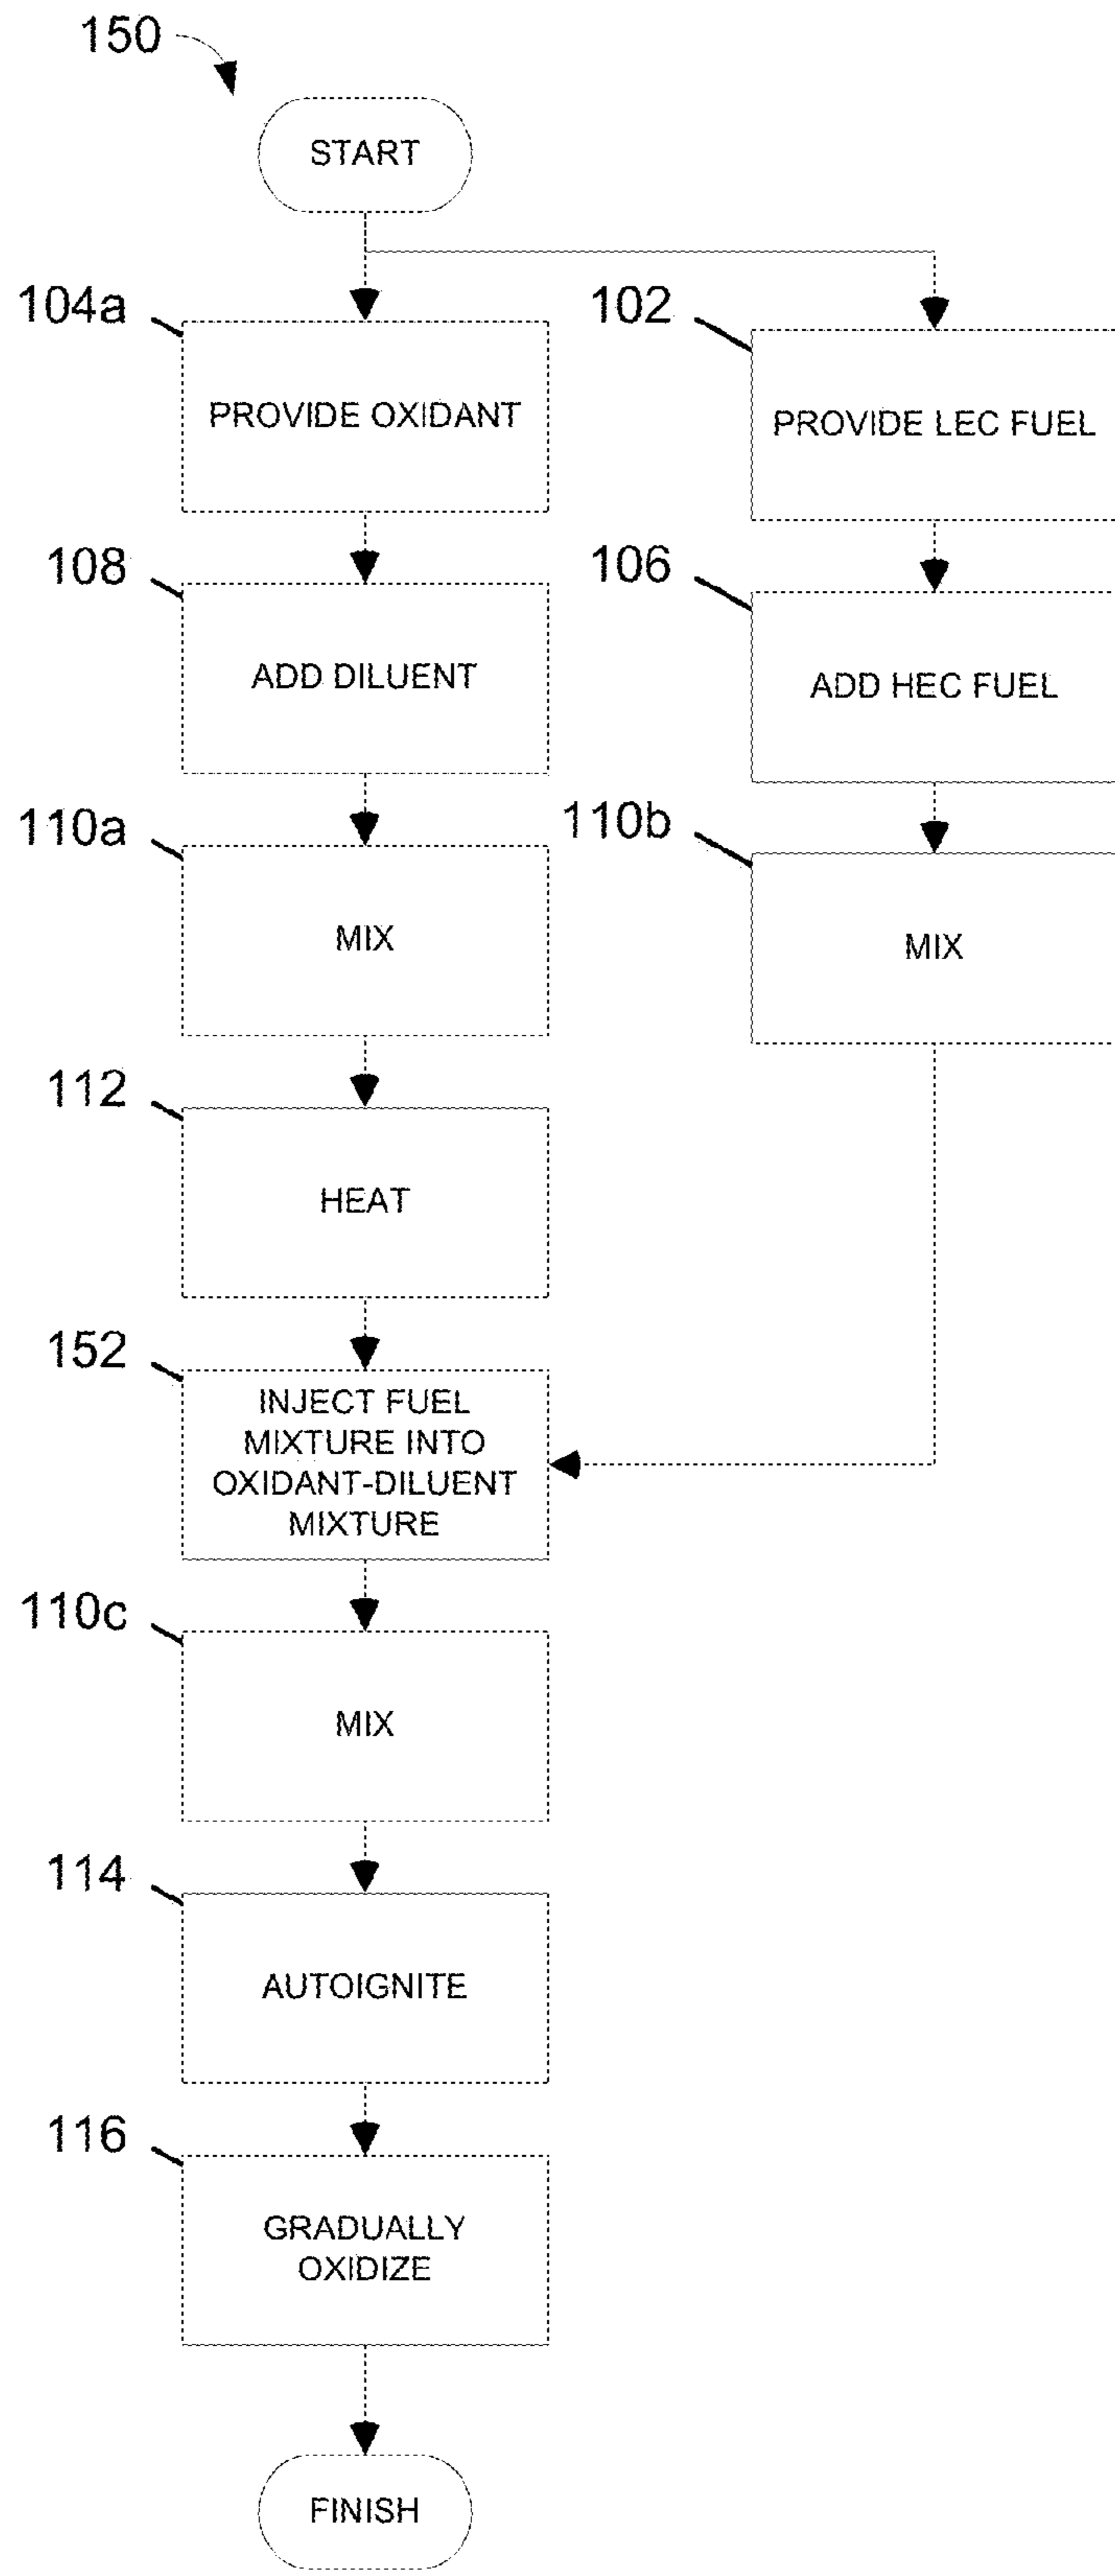 150
START
104a
PROVIDE OXIDANT
102
PROVIDE LEC FUEL
108
ADD DILUENT
106
ADD HEC FUEL
110a
MIX
110b
MIX
112
HEAT
152
INJECT FUEL
MIXTURE INTO
OXIDANT-DILUENT
MIXTURE
110c
MIX
114
AUTOIGNITE
116
GRADUALLY
OXIDIZE
FINISH